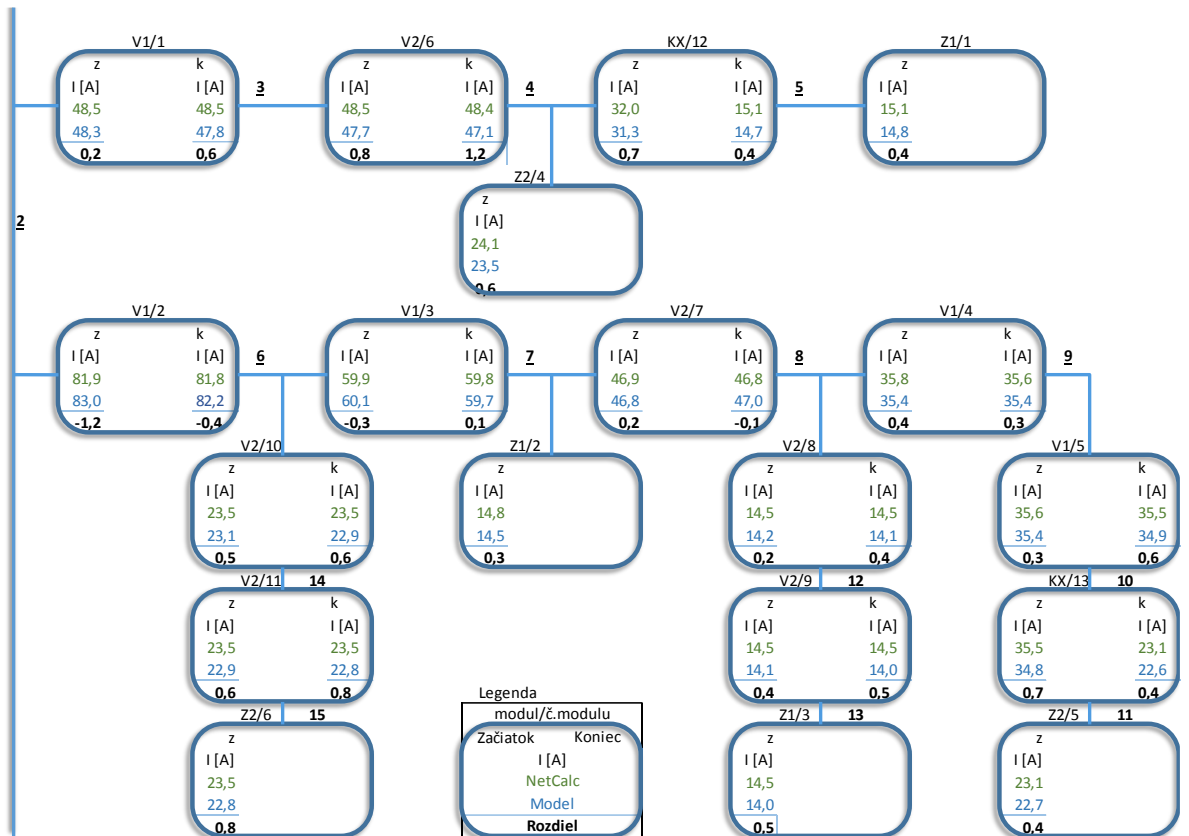 V1/1 V2/6 KX/12 Z1/1
z k z k z k z
I [A] I [A] 3 I [A] I [A] 4 I [A] I [A] 5 I [A]
48,5 48,5 48,5 48,4 32,0 15,1 15,1
48,3 47,8 47,7 47,1 31,3 14,7 14,8
0,2 0,6 0,8 1,2 0,7 0,4 0,4
Z2/4
z
2 I [A]
24,1
23,5
0,6
V1/2 V1/3 V2/7 V1/4
z k z k z k z k
I [A] I [A] 6 I [A] I [A] 7 I [A] I [A] 8 I [A] I [A] 9
81,9 81,8 59,9 59,8 46,9 46,8 35,8 35,6
83,0 82,2 60,1 59,7 46,8 47,0 35,4 35,4
-1,2 -0,4 -0,3 0,1 0,2 -0,1 0,4 0,3
V2/10 Z1/2 V2/8 V1/5
z k z z k z k
I [A] I [A] I [A] I [A] I [A] I [A] I [A]
23,5 23,5 14,8 14,5 14,5 35,6 35,5
23,1 22,9 14,5 14,2 14,1 35,4 34,9
0,5 0,6 0,3 0,2 0,4 0,3 0,6
V2/11 14 V2/9 12 KX/13 10
z k z k z k
I [A] I [A] I [A] I [A] I [A] I [A]
23,5 23,5 14,5 14,5 35,5 23,1
22,9 22,8 14,1 14,0 34,8 22,6
0,6 0,8 Legenda 0,4 0,5 0,7 0,4
Z2/6 15 modul/č.modulu Z1/3 13 Z2/5 11
z Začiatok Koniec z z
I [A] I [A] I [A] I [A]
23,5 NetCalc 14,5 23,1
22,8 Model 14,0 22,7
0,8 Rozdiel 0,5 0,4